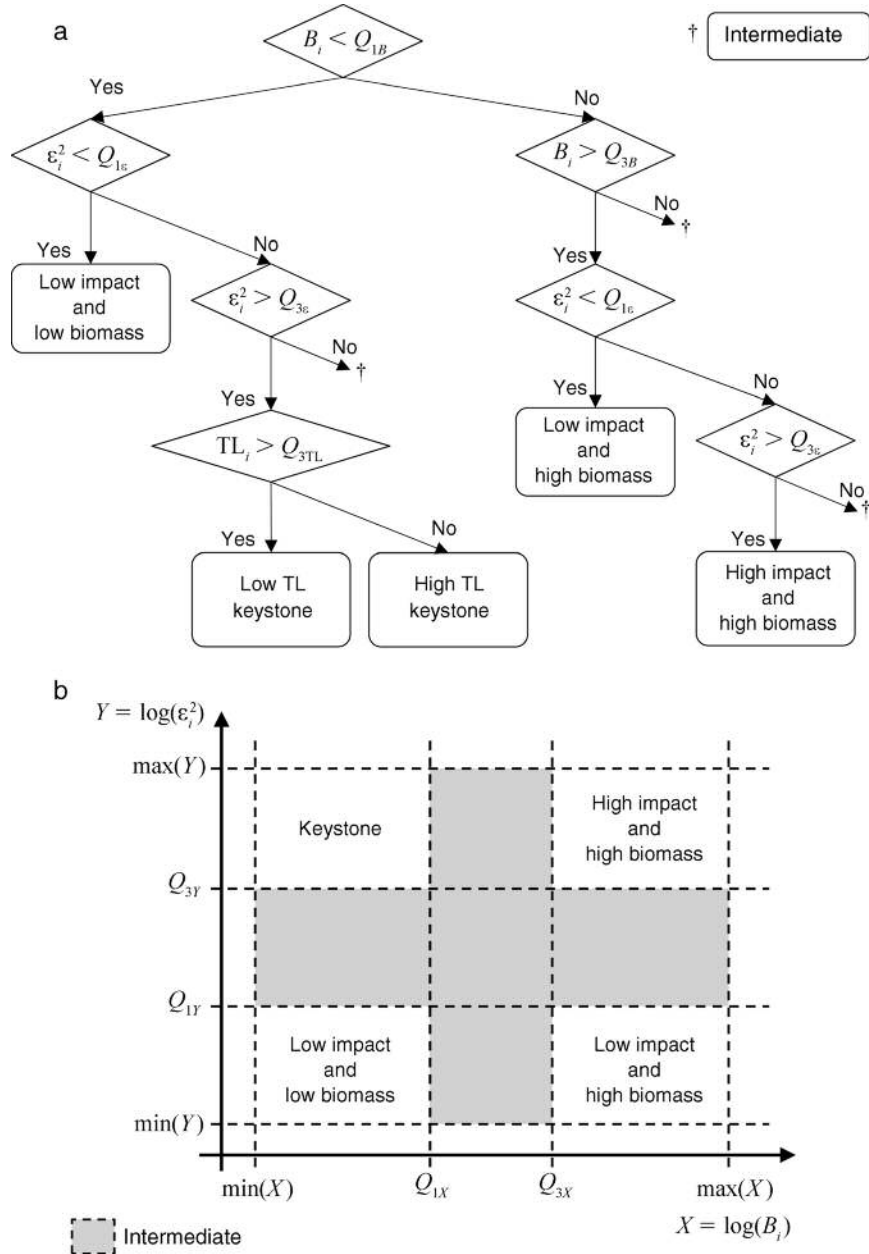 a
B_i < Q_1B
† Intermediate
Yes
No
ε_i^2 < Q_1ε
B_i > Q_3B
No
†
Yes
No
Yes
Low impact
and
low biomass
ε_i^2 > Q_3ε
ε_i^2 < Q_1ε
No
†
Yes
Yes
No
TL_i > Q_3TL
Low impact
and
high biomass
ε_i^2 > Q_3ε
No
†
Yes
No
Yes
Low TL
keystone
High TL
keystone
High impact
and
high biomass
b
Y = log(ε_i^2)
max(Y)
Keystone
High impact
and
high biomass
Q_3Y
Q_1Y
Low impact
and
low biomass
Low impact
and
high biomass
min(Y)
min(X)
Q_1X
Q_3X
max(X)
X = log(B_i)
Intermediate